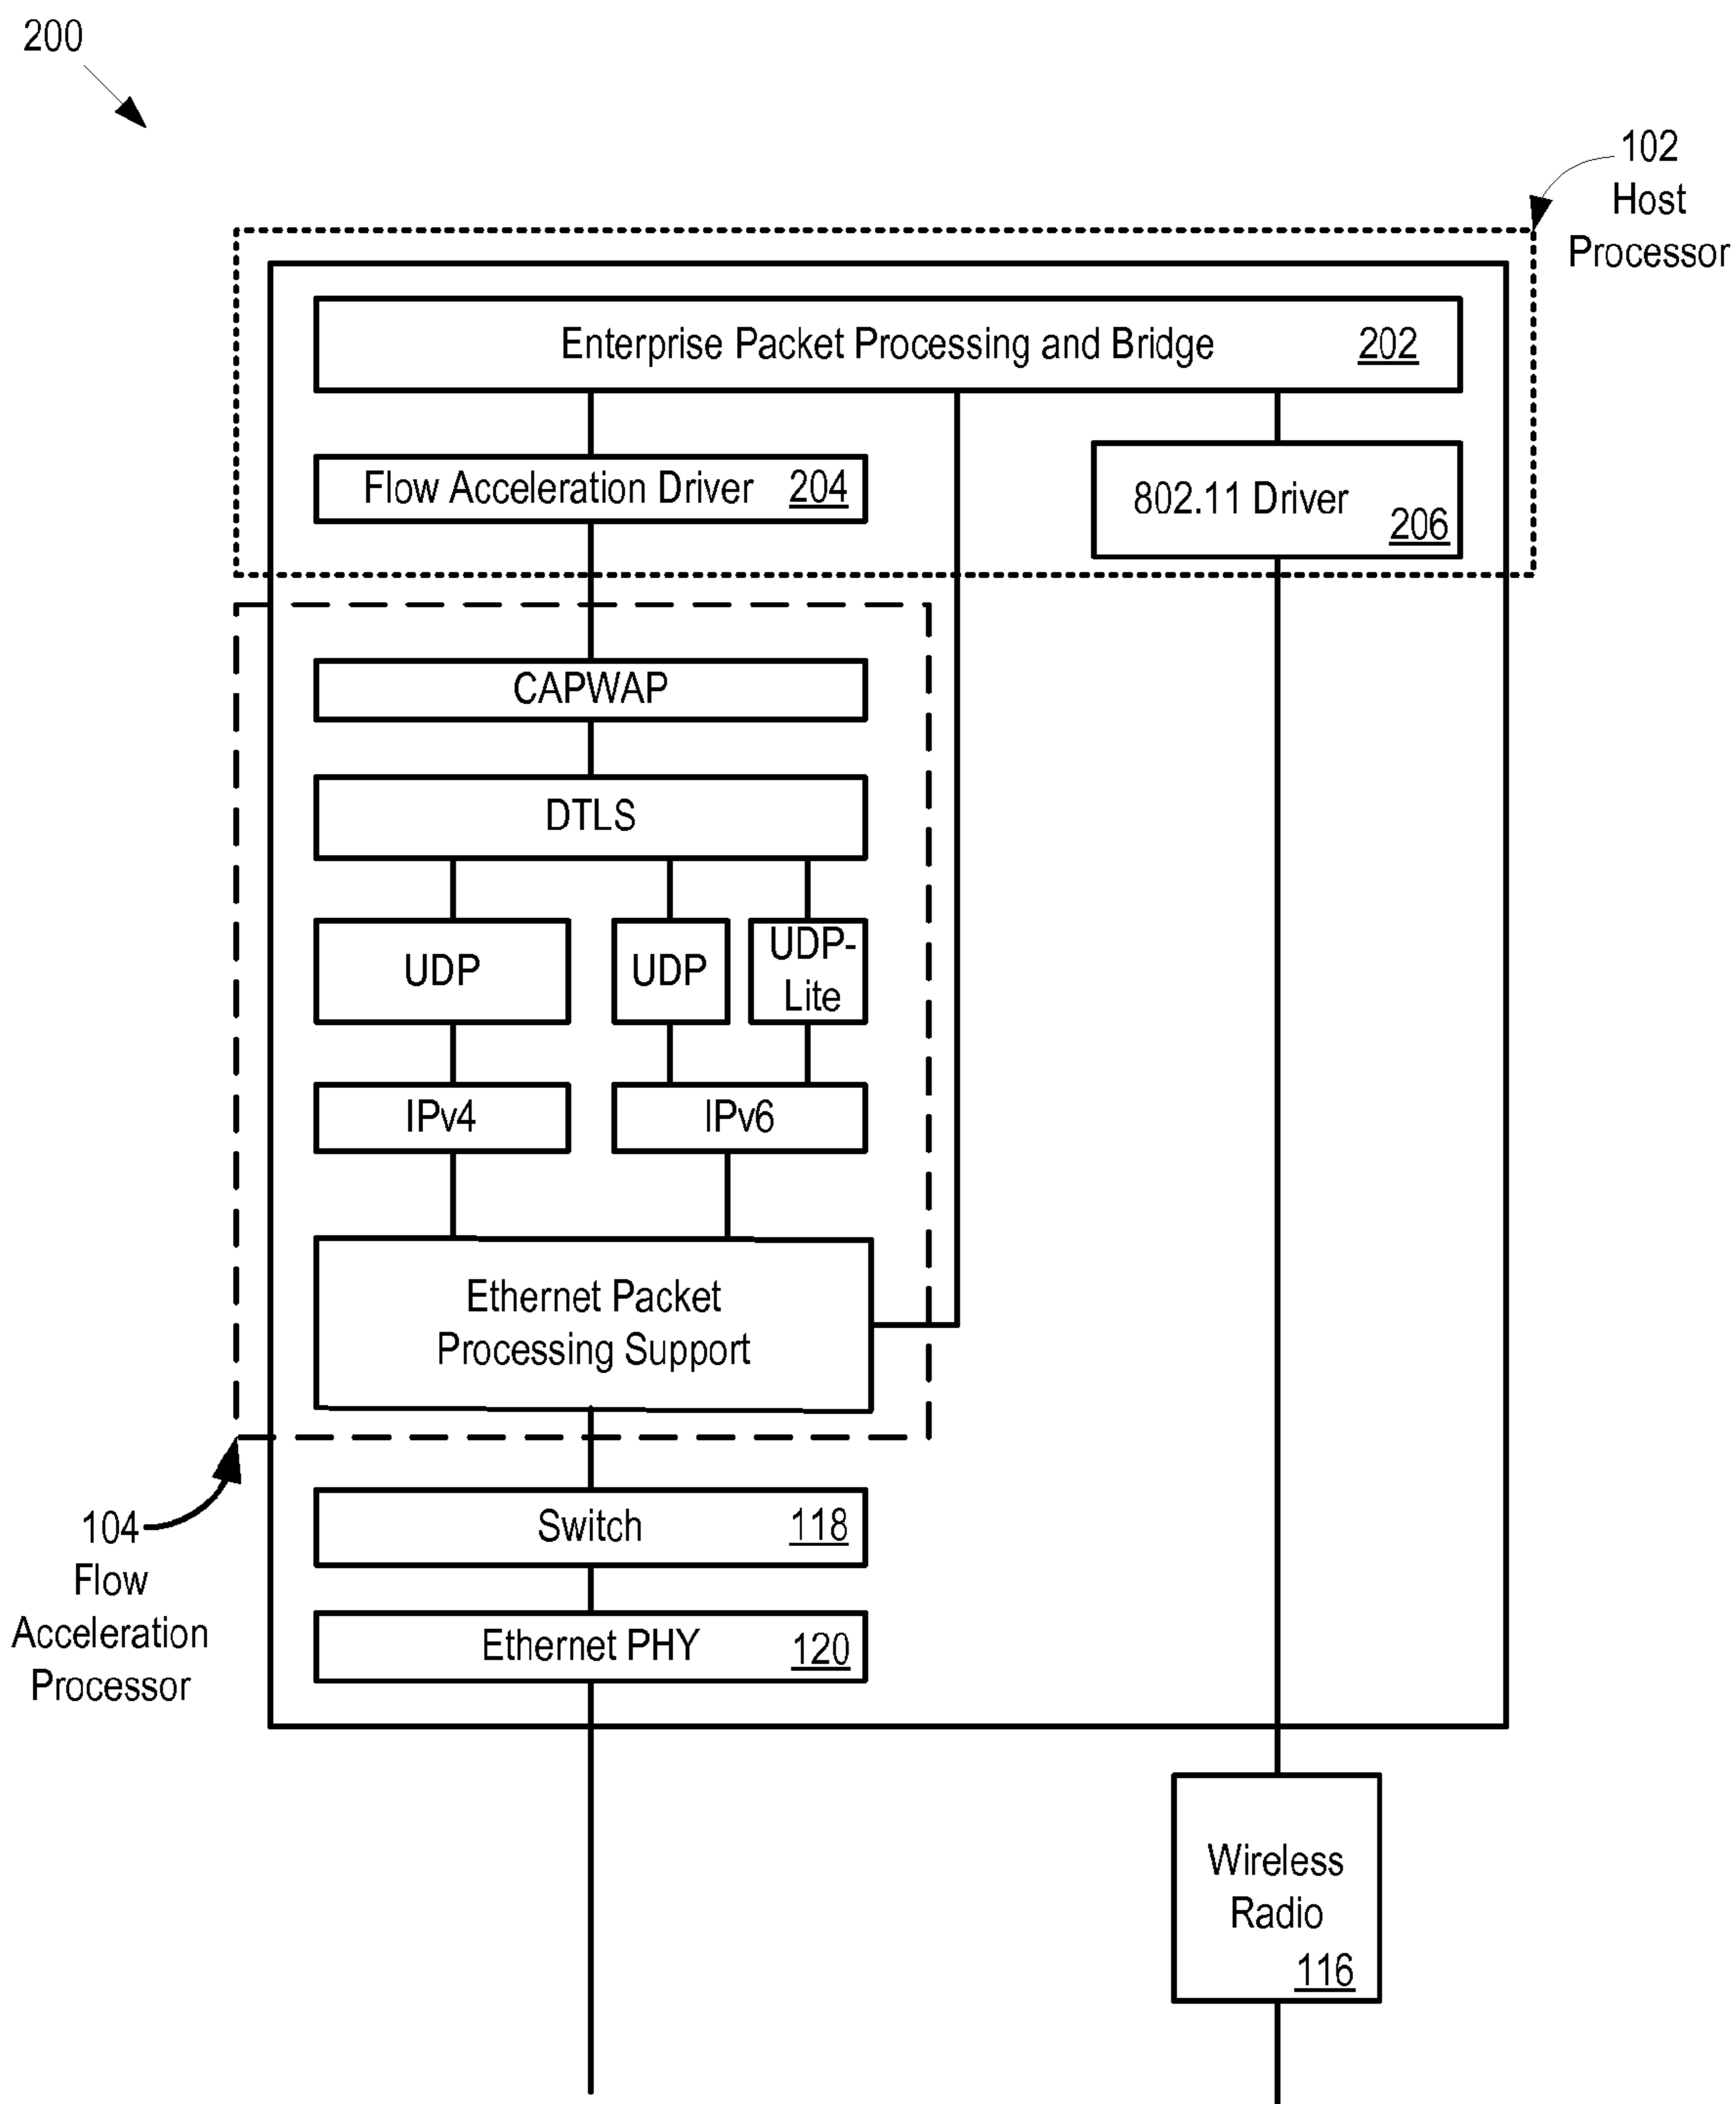 200
102
Host
Processor
Enterprise Packet Processing and Bridge 202
Flow Acceleration Driver 204
802.11 Driver
206
CAPWAP
DTLS
UDP
UDP
UDP-
Lite
IPv4
IPv6
Ethernet Packet
Processing Support
104
Flow
Acceleration
Processor
Switch 118
Ethernet PHY 120
Wireless
Radio
116